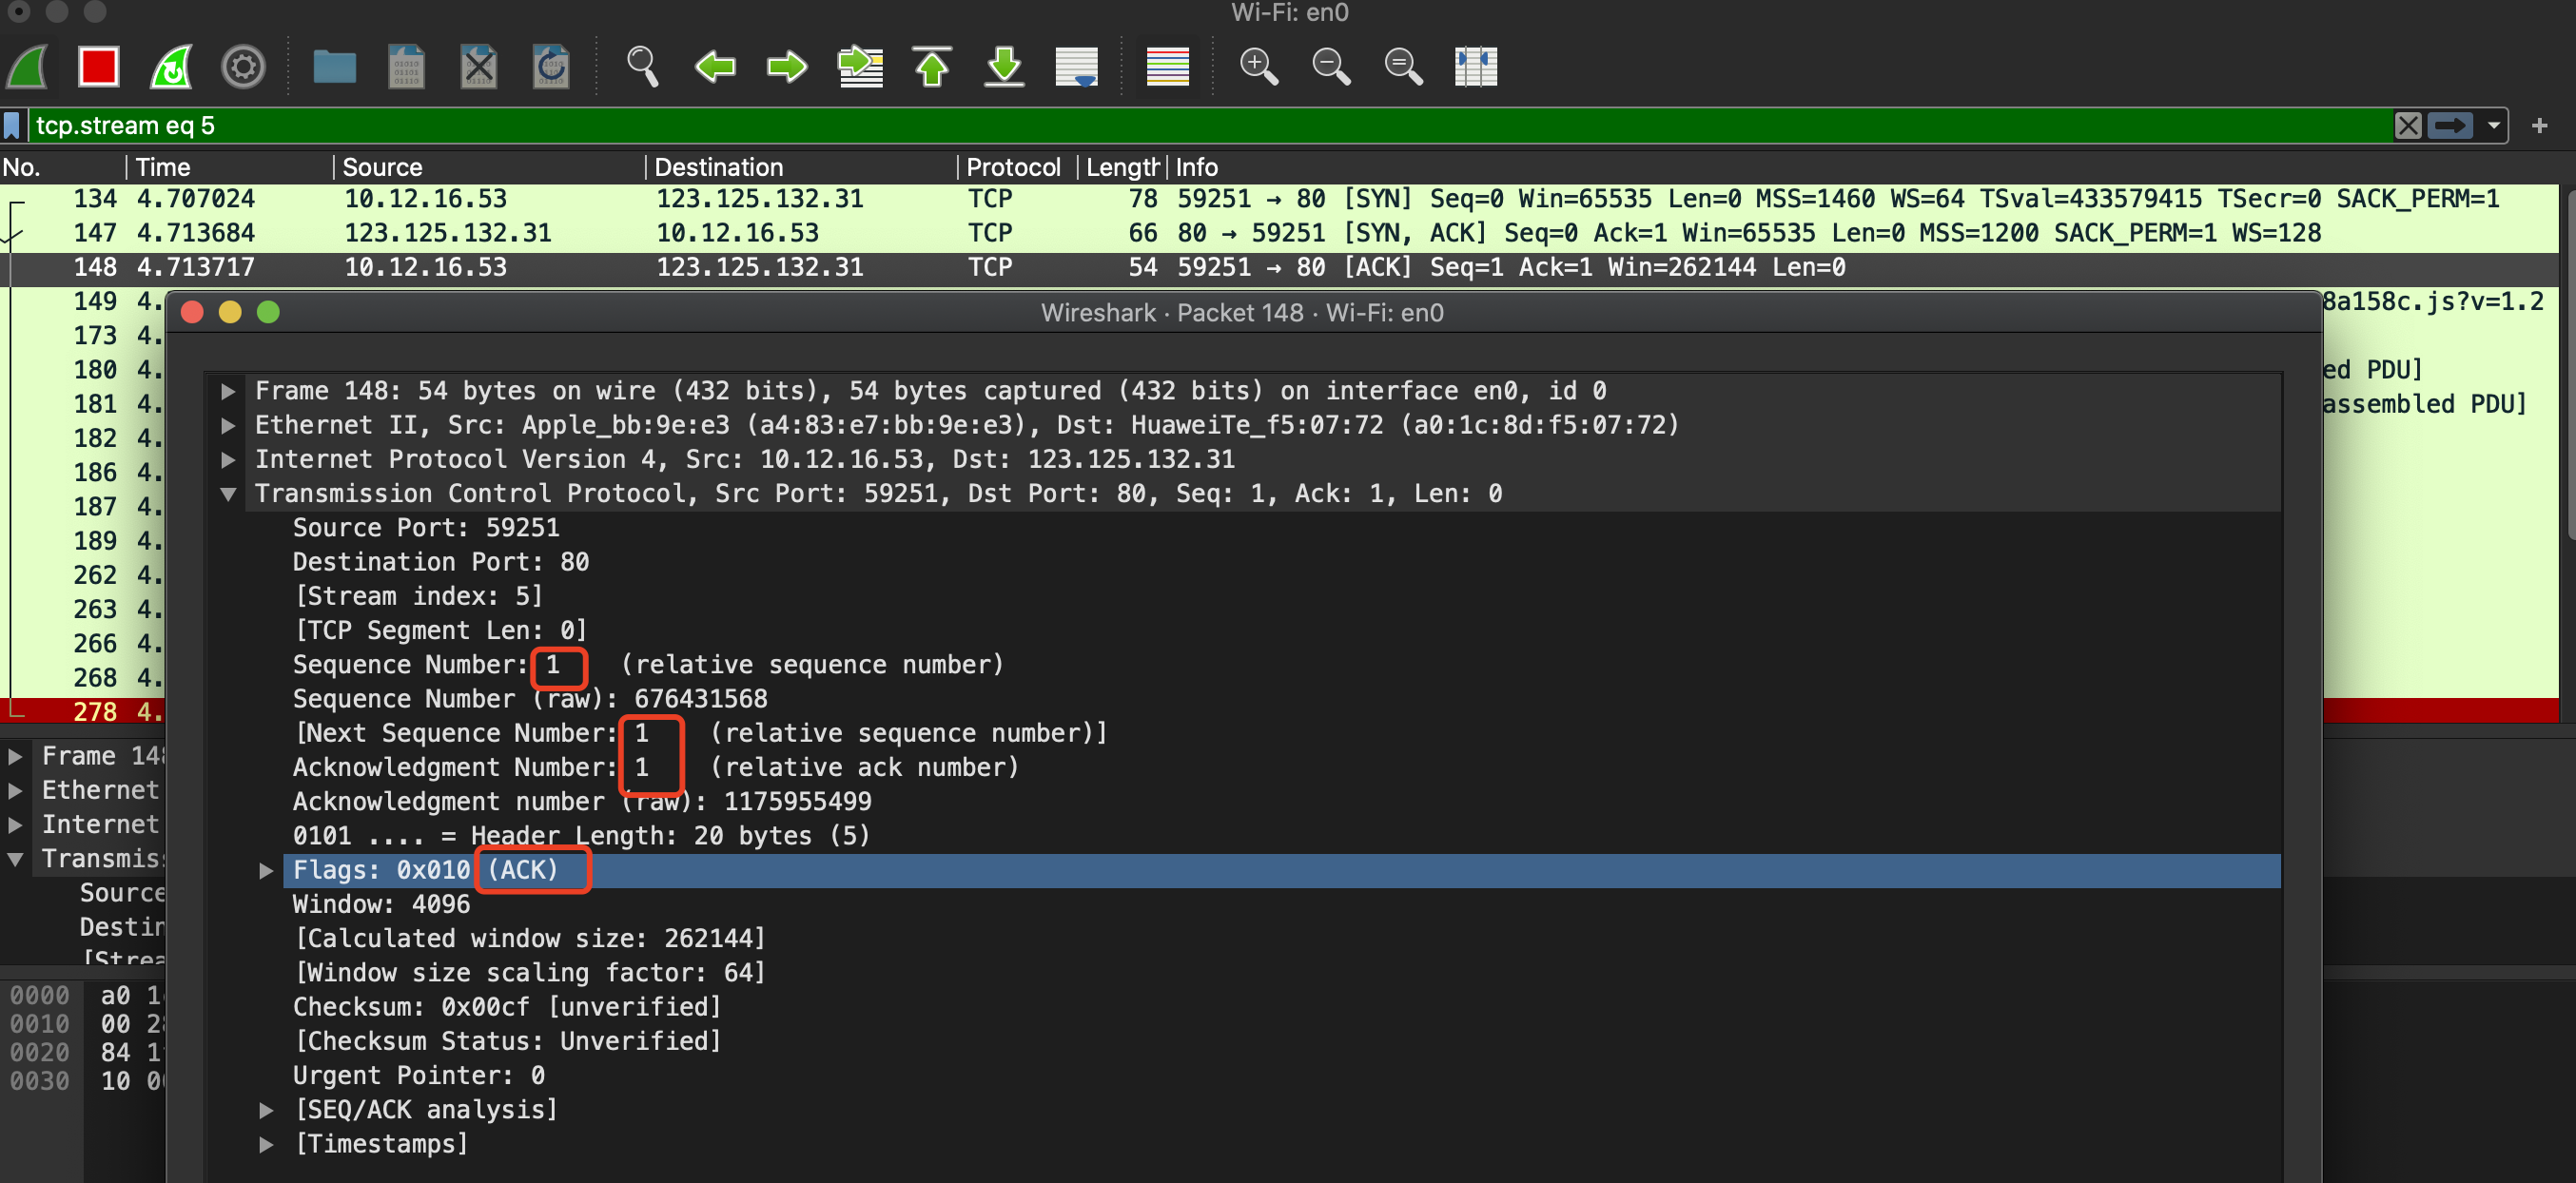 Wi-Fi: en0
tcp.stream eq 5
No. Time Source Destination Protocol Length Info
134 4.707024 10.12.16.53 123.125.132.31 TCP 78 59251 → 80 [SYN] Seq=0 Win=65535 Len=0 MSS=1460 WS=64 TSval=433579415 TSecr=0 SACK_PERM=1
147 4.713684 123.125.132.31 10.12.16.53 TCP 66 80 → 59251 [SYN, ACK] Seq=0 Ack=1 Win=65535 Len=0 MSS=1200 SACK_PERM=1 WS=128
148 4.713717 10.12.16.53 123.125.132.31 TCP 54 59251 → 80 [ACK] Seq=1 Ack=1 Win=262144 Len=0
149 4. 8a158c.js?v=1.2
173 4.
180 4. ed PDU]
181 4. assembled PDU]
182 4.
186 4.
187 4.
189 4.
262 4.
263 4.
266 4.
268 4.
278 4.
Wireshark · Packet 148 · Wi-Fi: en0
Frame 148: 54 bytes on wire (432 bits), 54 bytes captured (432 bits) on interface en0, id 0
Ethernet II, Src: Apple_bb:9e:e3 (a4:83:e7:bb:9e:e3), Dst: HuaweiTe_f5:07:72 (a0:1c:8d:f5:07:72)
Internet Protocol Version 4, Src: 10.12.16.53, Dst: 123.125.132.31
Transmission Control Protocol, Src Port: 59251, Dst Port: 80, Seq: 1, Ack: 1, Len: 0
Source Port: 59251
Destination Port: 80
[Stream index: 5]
[TCP Segment Len: 0]
Sequence Number: 1 (relative sequence number)
Sequence Number (raw): 676431568
[Next Sequence Number: 1 (relative sequence number)]
Acknowledgment Number: 1 (relative ack number)
Acknowledgment number (raw): 1175955499
0101 .... = Header Length: 20 bytes (5)
Flags: 0x010 (ACK)
Window: 4096
[Calculated window size: 262144]
[Window size scaling factor: 64]
Checksum: 0x00cf [unverified]
[Checksum Status: Unverified]
Urgent Pointer: 0
[SEQ/ACK analysis]
[Timestamps]
Frame 148
Ethernet
Internet
Transmis
Source
Destin
[Strea
0000 a0
0010 00
0020 84
0030 10